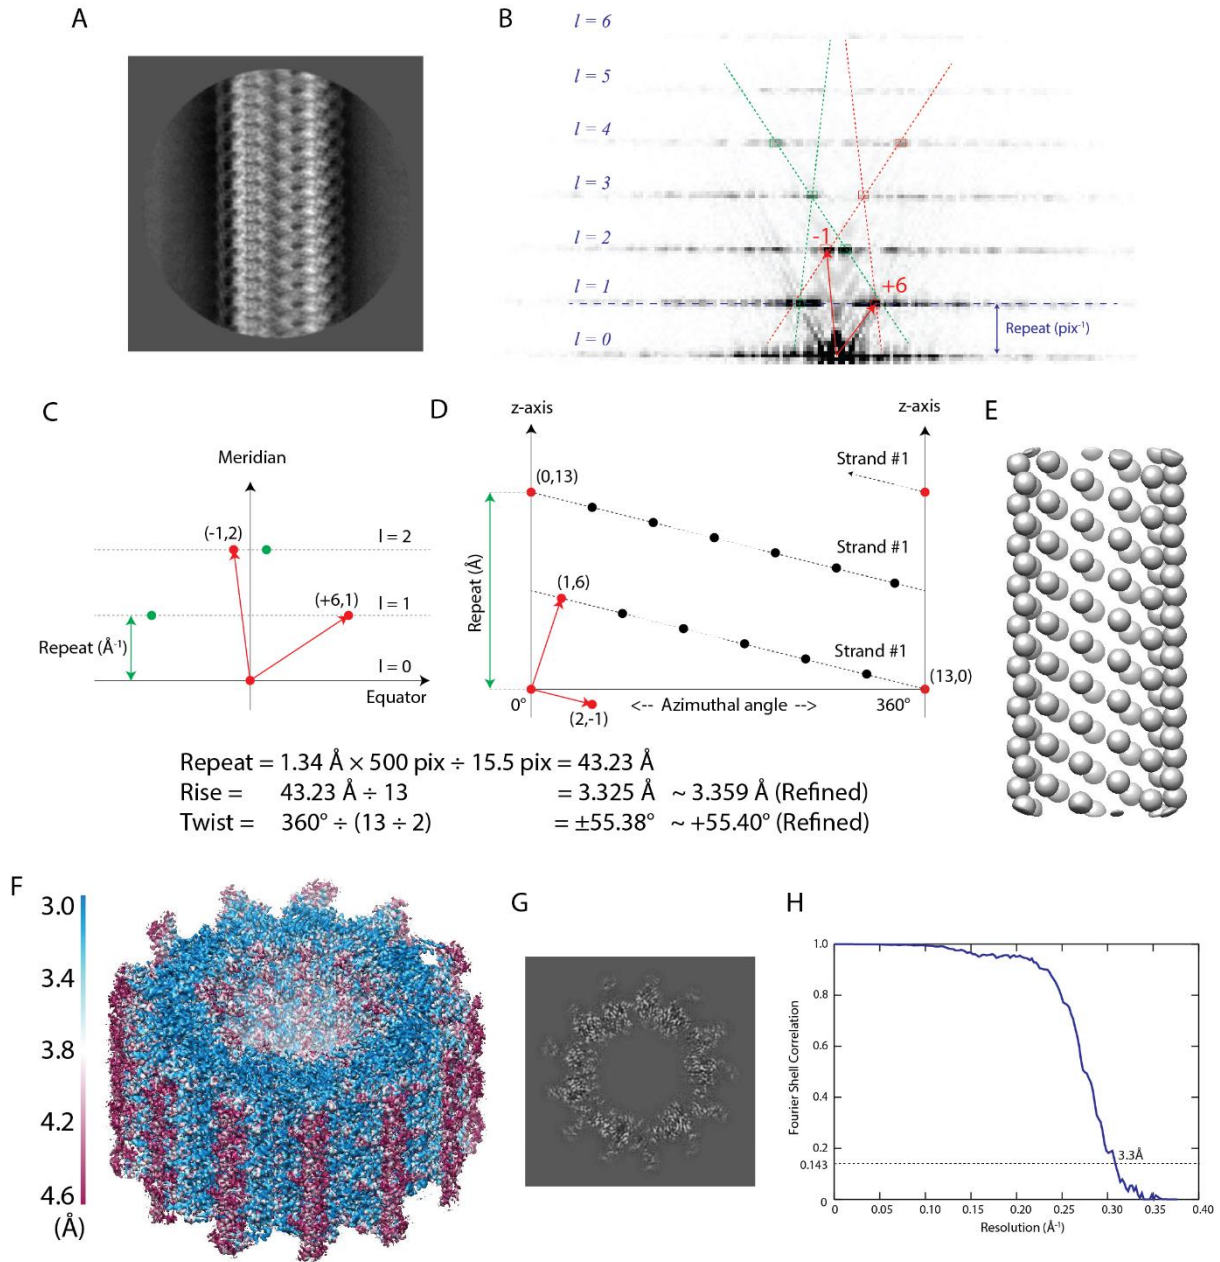 A
B
l = 6
l = 5
l = 4
l = 3
l = 2
l = 1
l = 0
-1
+6
Repeat (pix⁻¹)
C
Meridian
(-1,2)
l = 2
(+6,1)
l = 1
Repeat (Å⁻¹)
l = 0
Equator
D
z-axis
z-axis
Strand #1
(0,13)
Strand #1
Repeat (Å)
(1,6)
Strand #1
(13,0)
0°
<-- Azimuthal angle -->
360°
(2,-1)
E
Repeat = 1.34 Å × 500 pix ÷ 15.5 pix = 43.23 Å
Rise = 43.23 Å ÷ 13 = 3.325 Å ~ 3.359 Å (Refined)
Twist = 360° ÷ (13 ÷ 2) = ±55.38° ~ +55.40° (Refined)
F
3.0
3.4
3.8
4.2
4.6
(Å)
G
H
Fourier Shell Correlation
1.0
0.8
0.6
0.4
0.2
0.143
0
3.3Å
0 0.05 0.10 0.15 0.20 0.25 0.30 0.35 0.40
Resolution (Å⁻¹)